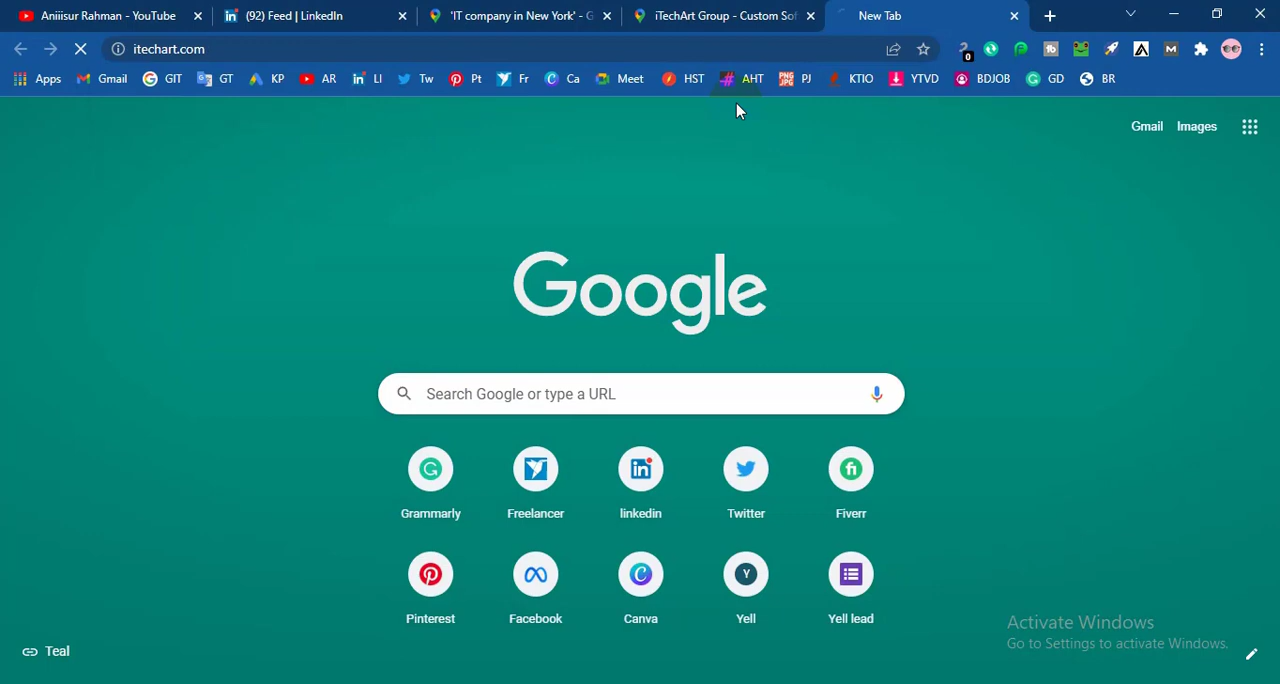 Aniiisur Rahman - YouTube
(92) Feed | LinkedIn
'IT company in New York' - G
iTechArt Group - Custom Sof
New Tab
itechart.com
0
Apps
Gmail
GIT
GT
KP
AR
LI
Tw
Pt
Fr
Ca
Meet
HST
AHT
PJ
KTIO
YTVD
BDJOB
GD
BR
Gmail Images
Google
Search Google or type a URL
Grammarly
Freelancer
linkedin
Twitter
Fiverr
Pinterest
Facebook
Canva
Yell
Yell lead
Activate Windows
Go to Settings to activate Windows.
Teal